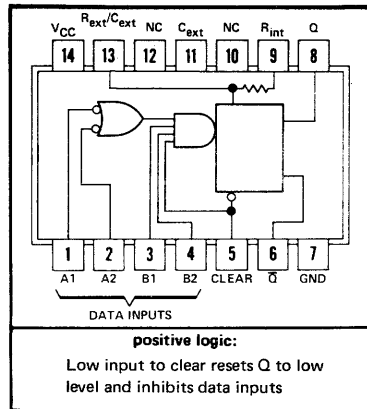 VCC Rext/Cext NC Cext NC Rint Q
14 13 12 11 10 9 8
1 2 3 4 5 6 7
A1 A2 B1 B2 CLEAR Q̅ GND
DATA INPUTS
positive logic:
Low input to clear resets Q to low
level and inhibits data inputs